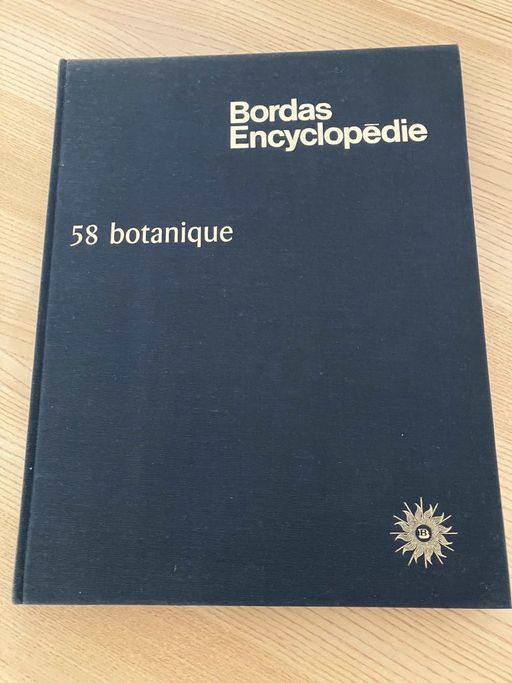 Bordas
Encyclopēdie
58 botanique
B